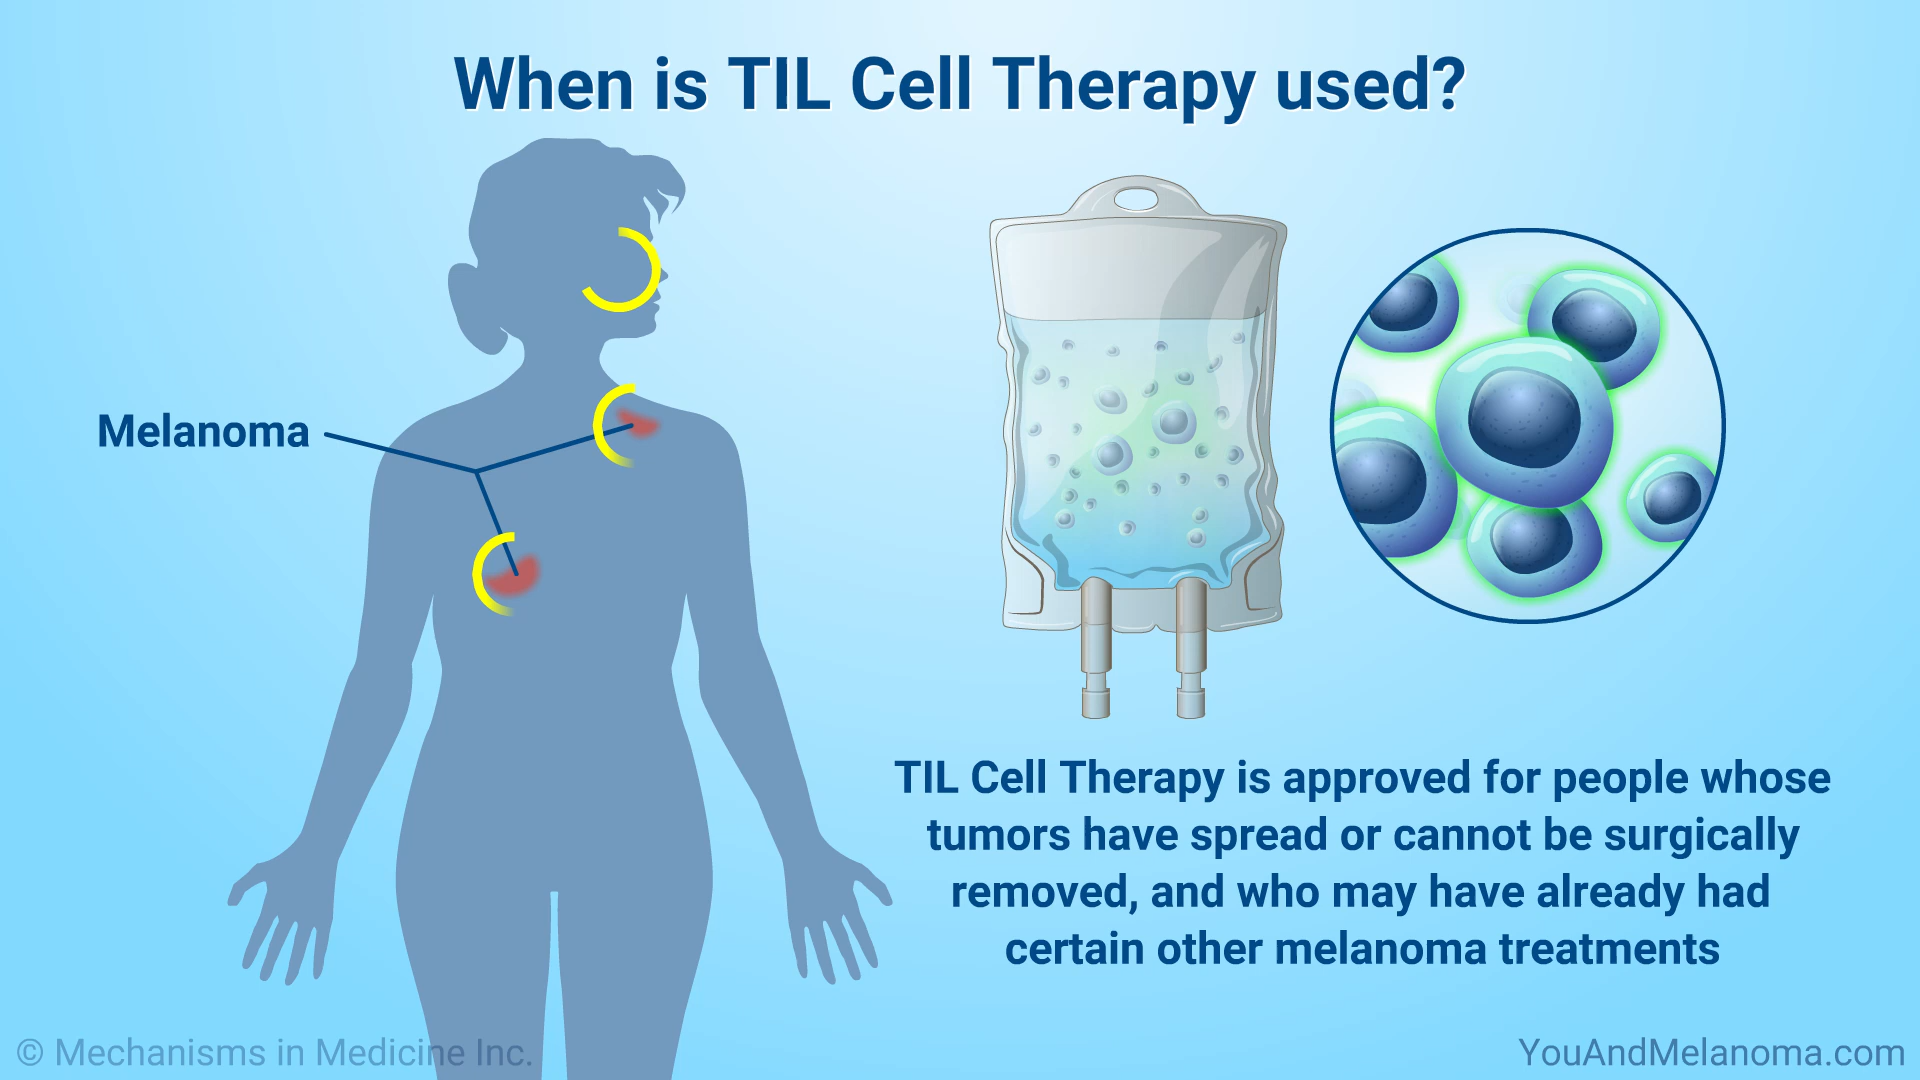 When is TIL Cell Therapy used?
Melanoma
TIL Cell Therapy is approved for people whose
tumors have spread or cannot be surgically
removed, and who may have already had
certain other melanoma treatments
© Mechanisms in Medicine Inc.
YouAndMelanoma.com